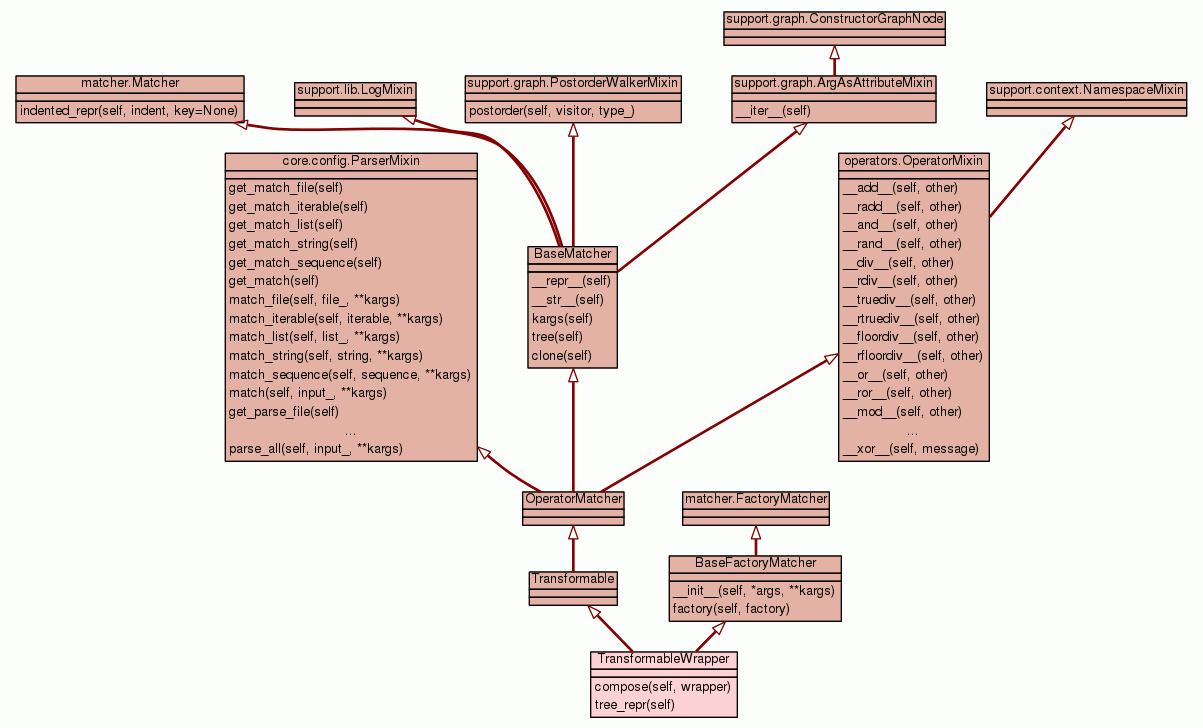 support.graph.ConstructorGraphNode
matcher.Matcher
indented_repr(self, indent, key=None)
support.lib.LogMixin
support.graph.PostorderWalkerMixin
postorder(self, visitor, type_)
support.graph.ArgAsAttributeMixin
__iter__(self)
support.context.NamespaceMixin
core.config.ParserMixin
get_match_file(self)
get_match_iterable(self)
get_match_list(self)
get_match_string(self)
get_match_sequence(self)
get_match(self)
match_file(self, file_, **kargs)
match_iterable(self, iterable, **kargs)
match_list(self, list_, **kargs)
match_string(self, string, **kargs)
match_sequence(self, sequence, **kargs)
match(self, input_, **kargs)
get_parse_file(self)
...
parse_all(self, input_, **kargs)
BaseMatcher
__repr__(self)
__str__(self)
kargs(self)
tree(self)
clone(self)
operators.OperatorMixin
__add__(self, other)
__radd__(self, other)
__and__(self, other)
__rand__(self, other)
__div__(self, other)
__rdiv__(self, other)
__truediv__(self, other)
__rtruediv__(self, other)
__floordiv__(self, other)
__rfloordiv__(self, other)
__or__(self, other)
__ror__(self, other)
__mod__(self, other)
...
__xor__(self, message)
OperatorMatcher
matcher.FactoryMatcher
Transformable
BaseFactoryMatcher
__init__(self, *args, **kargs)
factory(self, factory)
TransformableWrapper
compose(self, wrapper)
tree_repr(self)